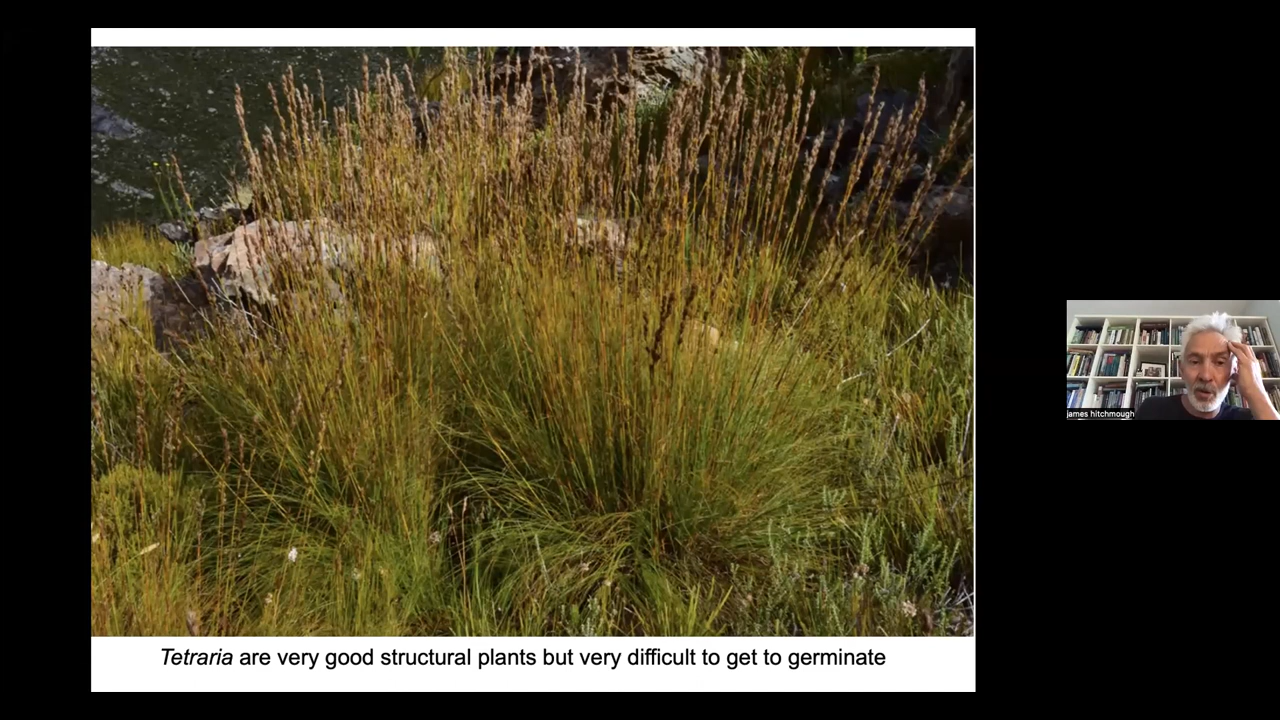 Tetraria are very good structural plants but very difficult to get to germinate
james hitchmough